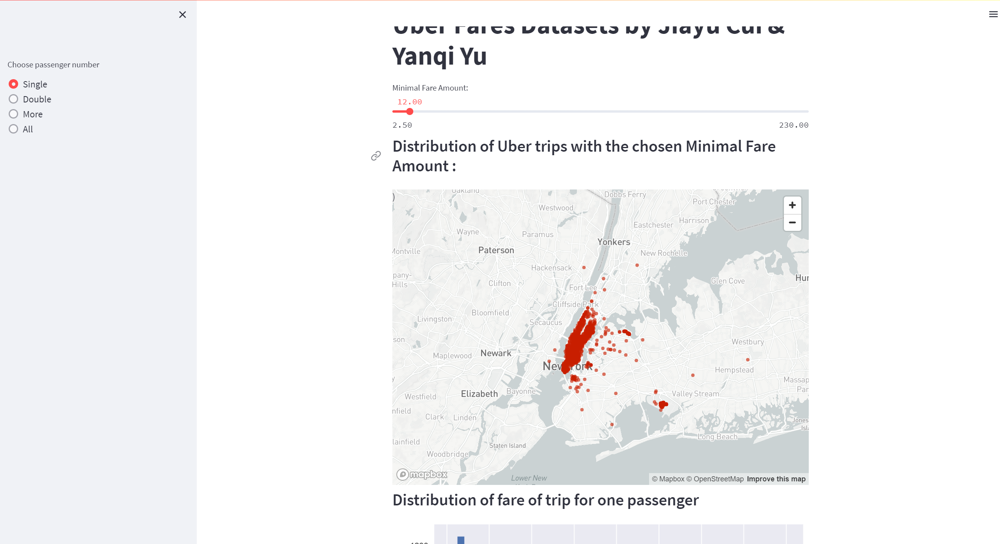 Uber Fares Datasets by Jiayu Cui &
Yanqi Yu
Choose passenger number
Single
Double
More
All
Minimal Fare Amount:
12.00
2.50
230.00
Distribution of Uber trips with the chosen Minimal Fare
Amount :
)
Oakland
Dobbs Ferry
Port Chester
Westwood
Harrison
Eastchester
Wayne
Paramus
Yonkers
Paterson
Montville
New Rochelle
Hackensack
pany-
Hills
Clifton
Glen Cove
Hun
Fort Lee
Cliffside Park
Bloomfield
Livingston
Secaucus
son
Westbury
Newark
Maplewood
New York
Hempstead
Massap
Par
Elizabeth
Bayonne
Westfield
Valley Stream
nfield
Clark
Linden
Jones
Isla
Long Beach
lainfield
Staten Island
Woodbridge
mapbox
Lower New
© Mapbox © OpenStreetMap Improve this map
Distribution of fare of trip for one passenger